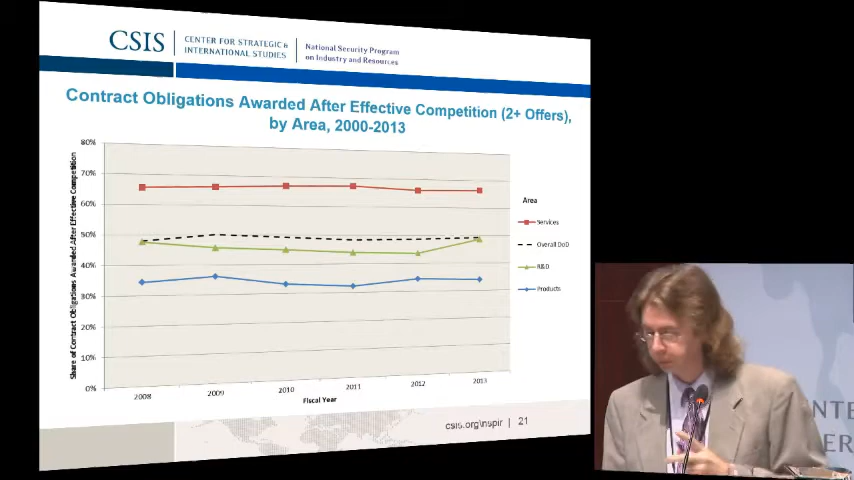 CSIS
CENTER FOR STRATEGIC &
INTERNATIONAL STUDIES
National Security Program
on Industry and Resources
Contract Obligations Awarded After Effective Competition (2+ Offers),
by Area, 2000-2013
Share of Contract Obligations Awarded After Effective Competition
80%
70%
60%
50%
40%
30%
20%
10%
0%
2008
2009
2010
2011
2012
2013
Fiscal Year
Area
Services
Overall DoD
R&D
Products
csis.org\nspir | 21
NTE
ER